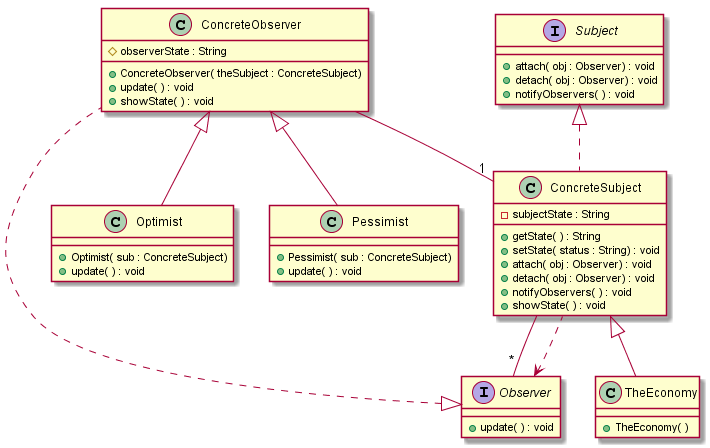 C ConcreteObserver
observerState : String
ConcreteObserver( theSubject : ConcreteSubject)
update( ) : void
showState( ) : void
I Subject
attach( obj : Observer) : void
detach( obj : Observer) : void
notifyObservers( ) : void
1
C Optimist
Optimist( sub : ConcreteSubject)
update( ) : void
C Pessimist
Pessimist( sub : ConcreteSubject)
update( ) : void
C ConcreteSubject
subjectState : String
getState( ) : String
setState( status : String) : void
attach( obj : Observer) : void
detach( obj : Observer) : void
notifyObservers( ) : void
showState( ) : void
*
I Observer
update( ) : void
C TheEconomy
TheEconomy( )